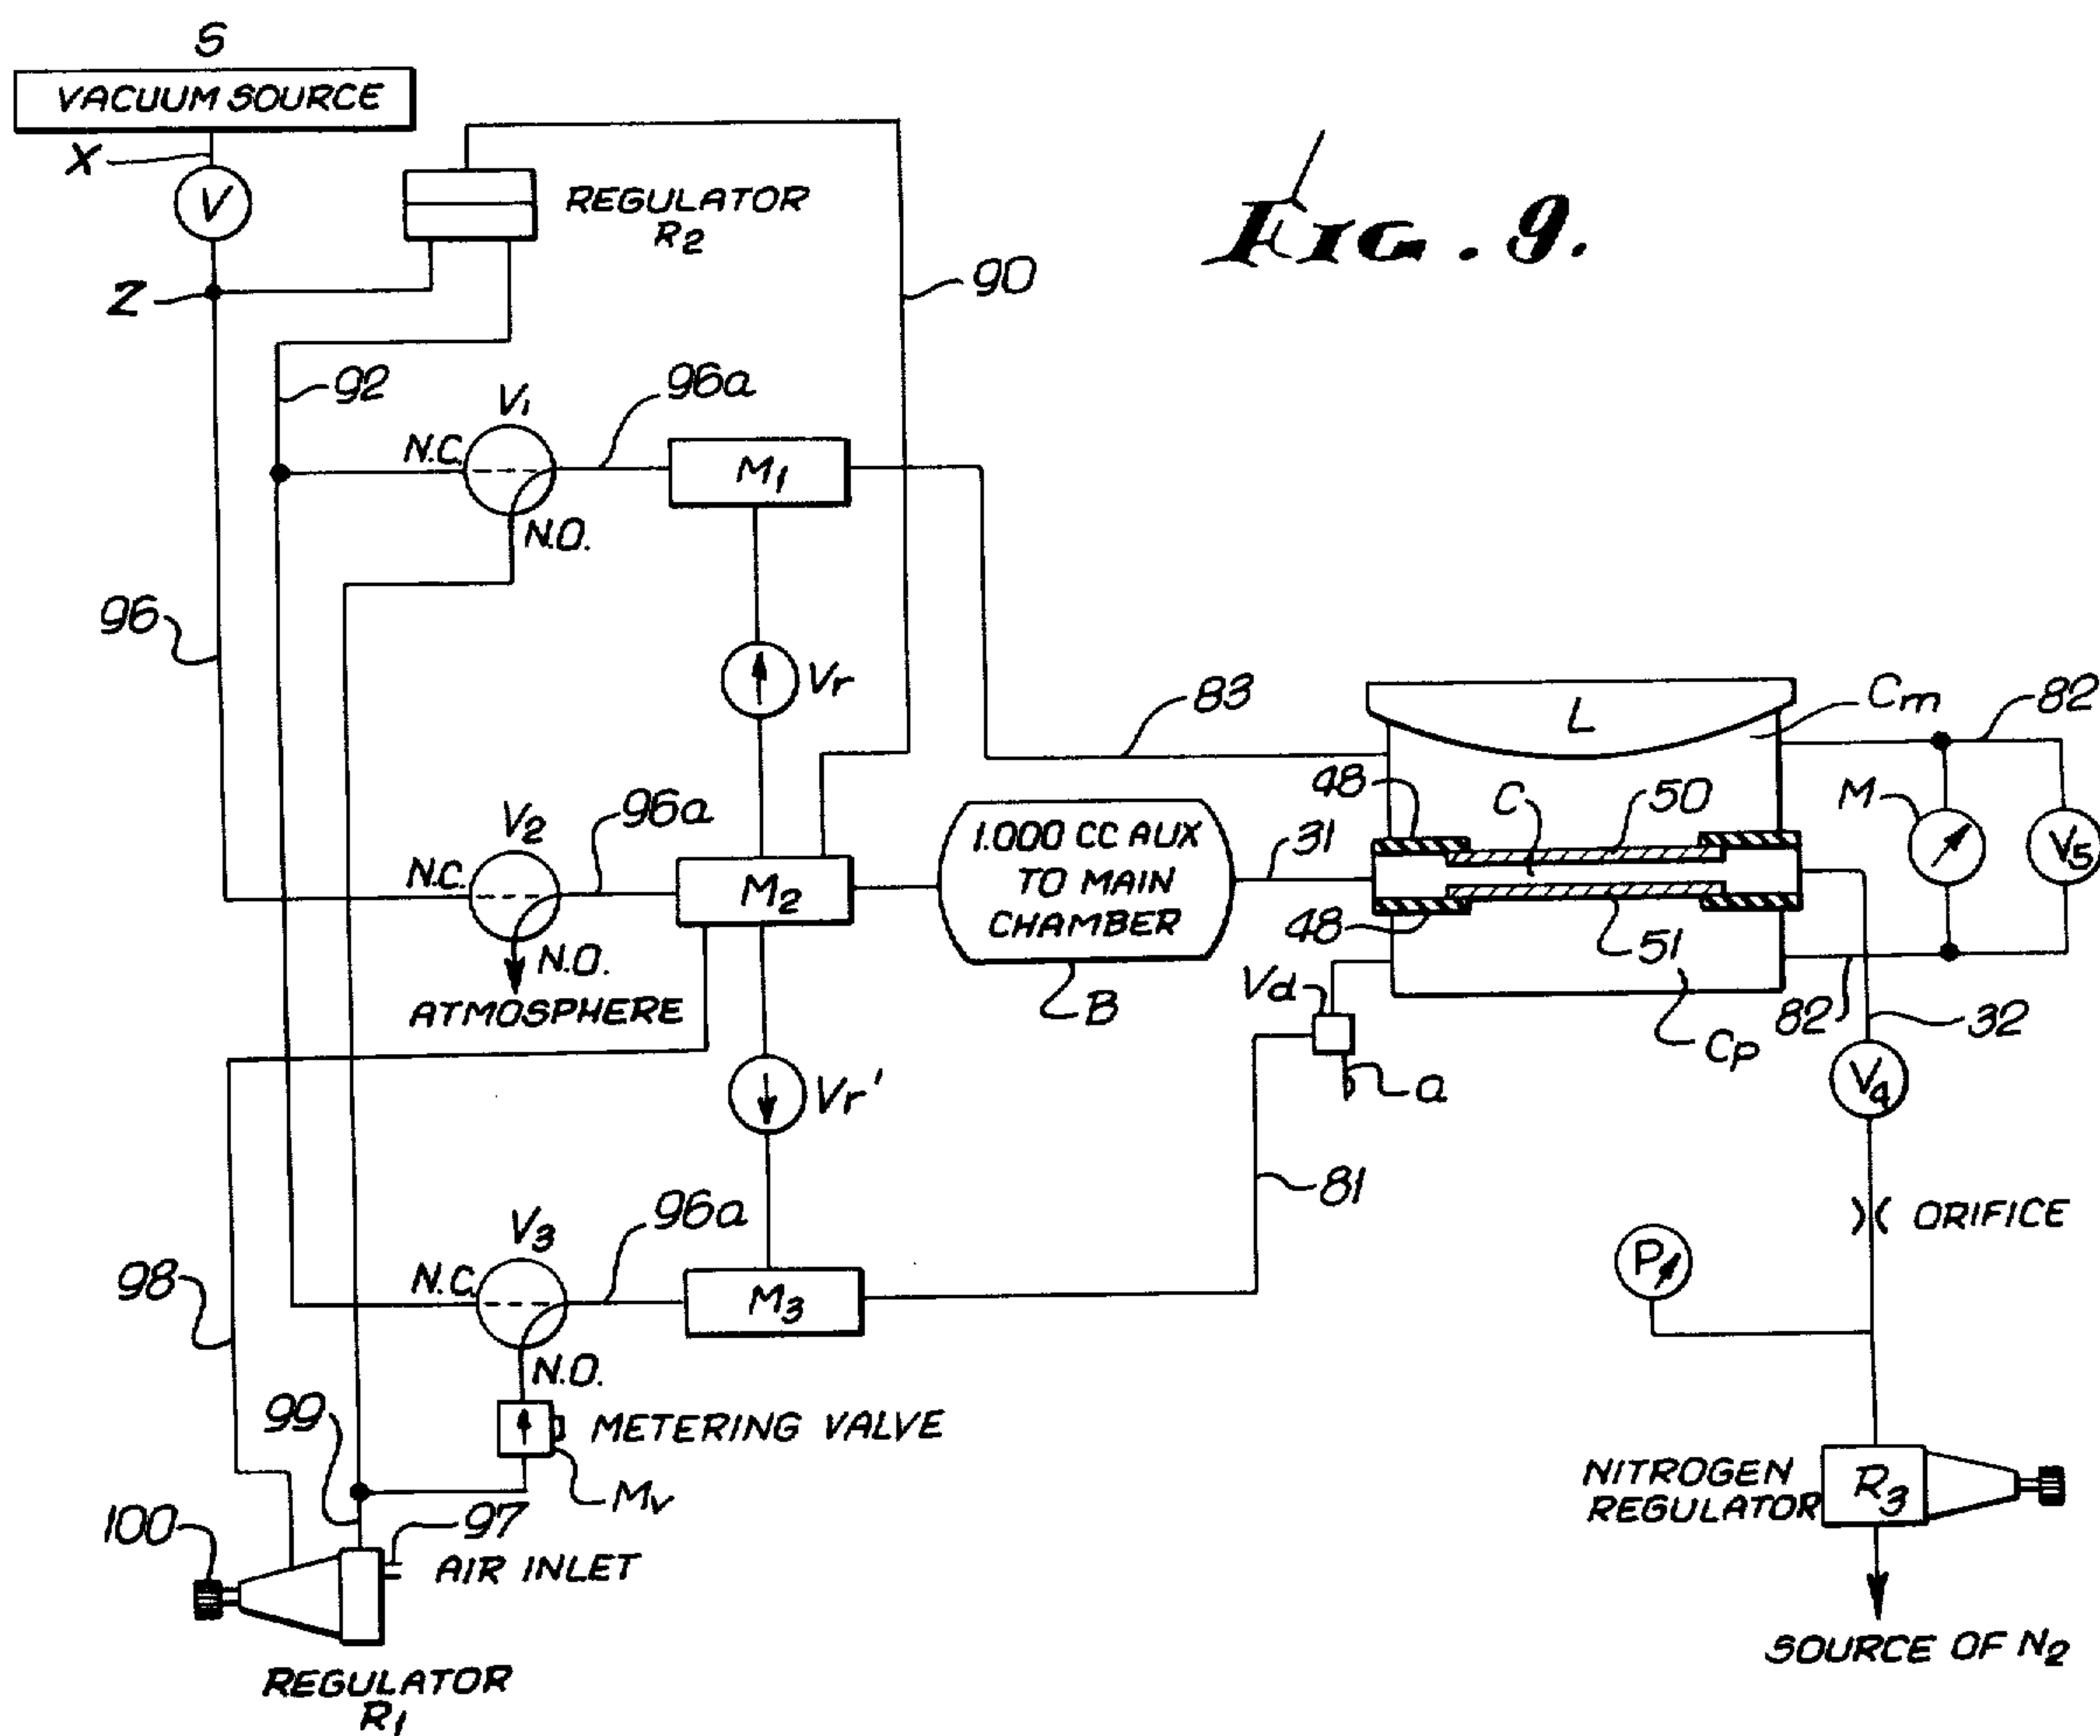 S
VACUUM SOURCE
X
V
REGULATOR
R2
FIG. 9.
Z
90
92
V1
96a
N.C.
M1
N.O.
96
Vr
83
L
Cm
82
48
C
50
M
V5
V2
96a
N.C.
M2
1.000 CC AUX
TO MAIN
CHAMBER
31
48
51
N.O.
ATMOSPHERE
B
Vd
a
Cp
82
32
V4
Vr'
81
ORIFICE
P
V3
96a
N.C.
M3
98
N.O.
99
METERING VALVE
Mv
NITROGEN
REGULATOR
R3
100
97
AIR INLET
SOURCE OF N2
REGULATOR
R1